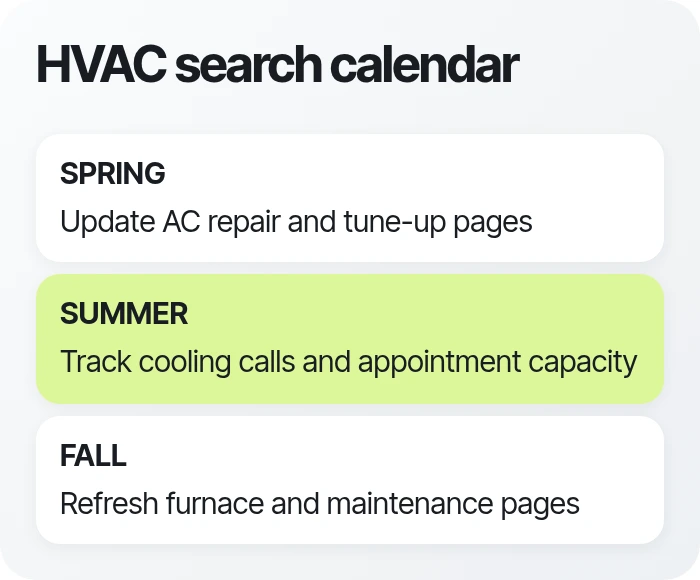 HVAC search calendar
SPRING
Update AC repair and tune-up pages
SUMMER
Track cooling calls and appointment capacity
FALL
Refresh furnace and maintenance pages